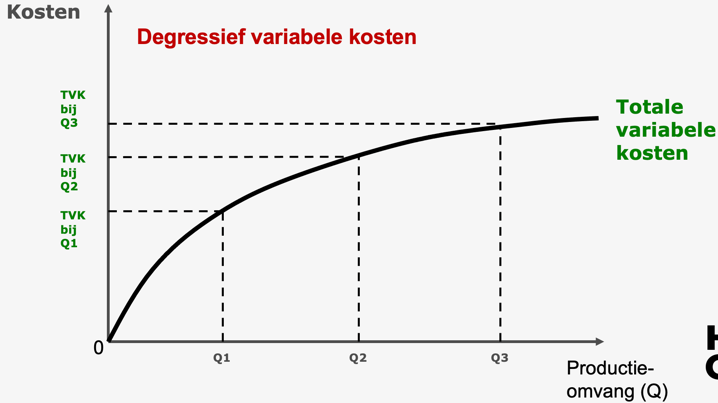 Kosten
Degressief variabele kosten
TVK
bij
Q3
TVK
bij
Q2
TVK
bij
Q1
Totale
variabele
kosten
0
Q1
Q2
Q3
Productie-
omvang (Q)